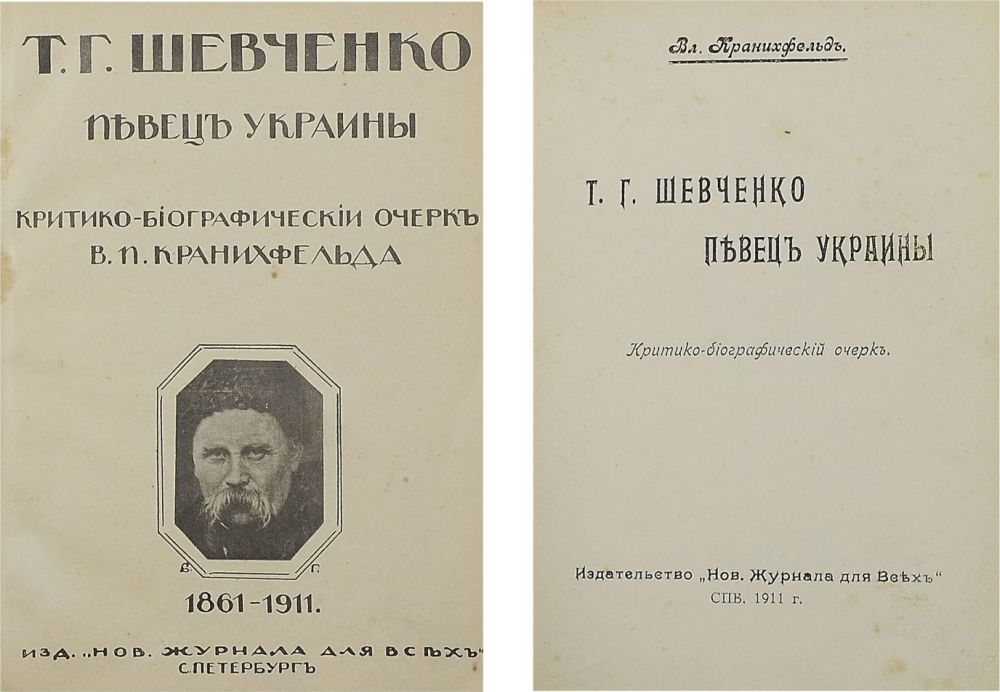 Т. Г. ШЕВЧЕНКО
ПѢВЕЦЪ УКРАИНЫ
КРИТИКО-БІОГРАФИЧЕСКІЙ ОЧЕРКЪ
В. П. КРАНИХФЕЛЬДА
В. Г.
1861-1911.
ИЗД. „НОВ. ЖУРНАЛА ДЛЯ ВСѢХЪ“
С.ПЕТЕРБУРГЪ
Вл. Кранихфельдъ.
Т. Г. ШЕВЧЕНКО
ПѢВЕЦЪ УКРАИНЫ
Критико-біографическій очеркъ.
Издательство „Нов. Журнала для Всѣхъ“
СПБ. 1911 г.